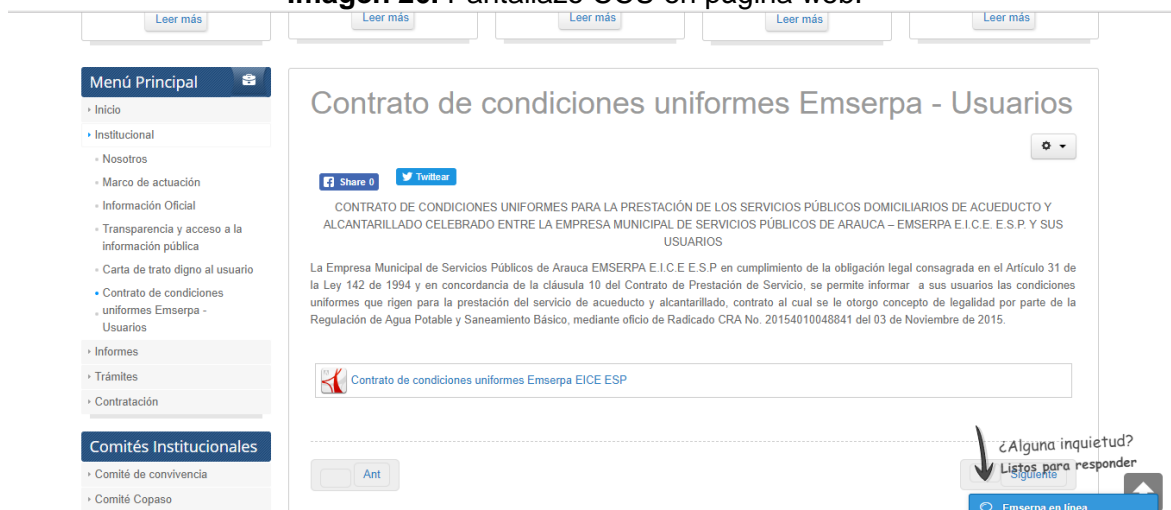 Leer más
Leer más
Leer más
Leer más
Leer más
Menú Principal
Inicio
Institucional
Nosotros
Marco de actuación
Información Oficial
Transparencia y acceso a la
información pública
Carta de trato digno al usuario
Contrato de condiciones
uniformes Emserpa -
Usuarios
Informes
Trámites
Contratación
Comités Institucionales
Comité de convivencia
Comité Copaso
Contrato de condiciones uniformes Emserpa - Usuarios
Share 0
Twittear
CONTRATO DE CONDICIONES UNIFORMES PARA LA PRESTACIÓN DE LOS SERVICIOS PÚBLICOS DOMICILIARIOS DE ACUEDUCTO Y
ALCANTARILLADO CELEBRADO ENTRE LA EMPRESA MUNICIPAL DE SERVICIOS PÚBLICOS DE ARAUCA – EMSERPA E.I.C.E. E.S.P. Y SUS
USUARIOS
La Empresa Municipal de Servicios Públicos de Arauca EMSERPA E.I.C.E E.S.P en cumplimiento de la obligación legal consagrada en el Artículo 31 de
la Ley 142 de 1994 y en concordancia de la cláusula 10 del Contrato de Prestación de Servicio, se permite informar a sus usuarios las condiciones
uniformes que rigen para la prestación del servicio de acueducto y alcantarillado, contrato al cual se le otorgo concepto de legalidad por parte de la
Regulación de Agua Potable y Saneamiento Básico, mediante oficio de Radicado CRA No. 20154010048841 del 03 de Noviembre de 2015.
Contrato de condiciones uniformes Emserpa EICE ESP
Ant
Siguiente
¿Alguna inquietud?
Listos para responder
Emserpa en línea